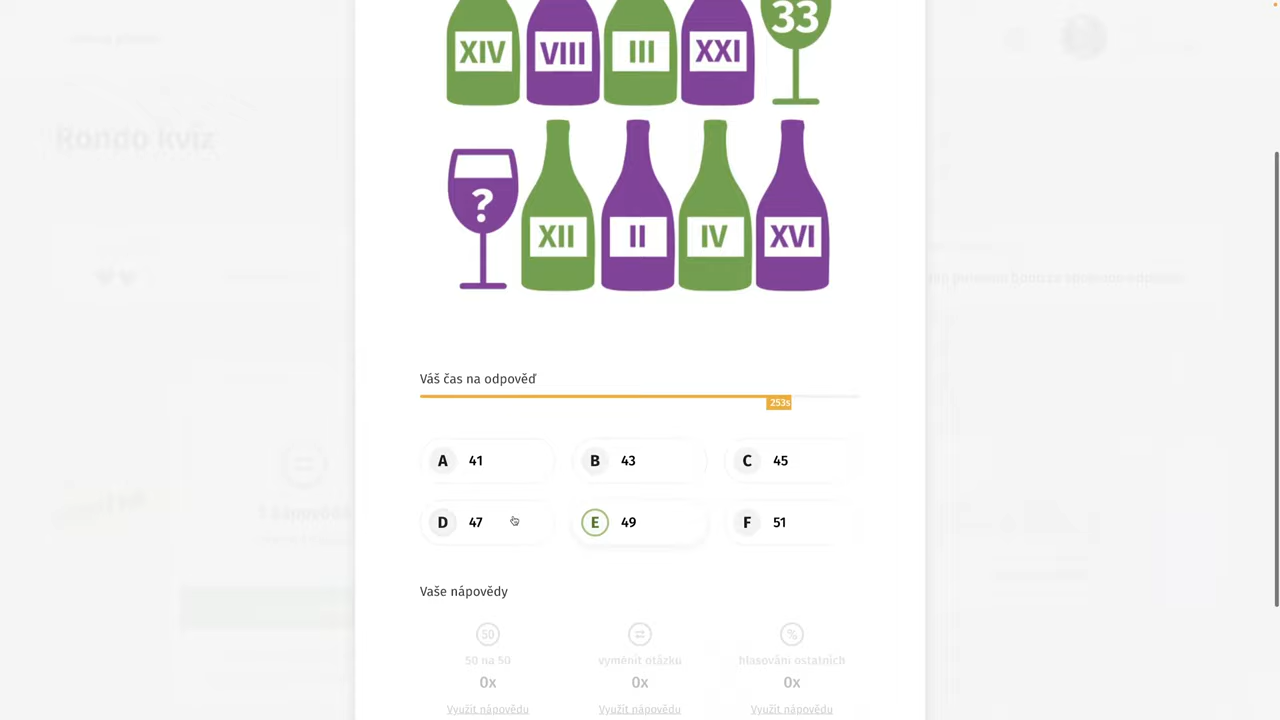 XIV VIII III XXI 33
? XII II IV XVI
Rondo kvíz
Váš čas na odpověď
253s
A 41 B 43 C 45
D 47 E 49 F 51
Vaše nápovědy
50 %
50 na 50 vyměnit otázku hlasování ostatních
0x 0x 0x
Využít nápovědu Využít nápovědu Využít nápovědu